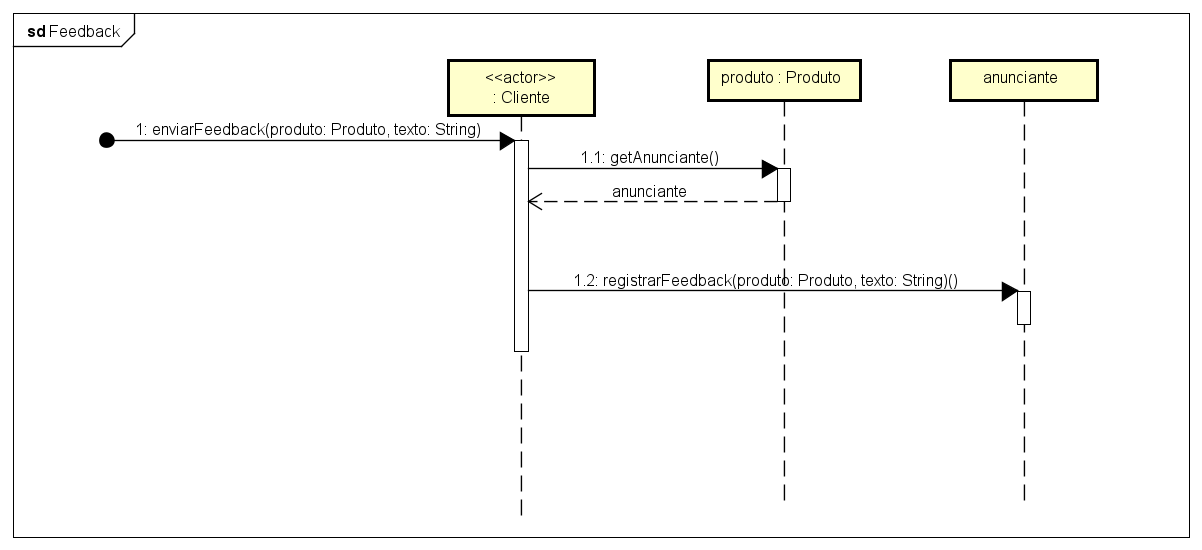 sd Feedback
<<actor>>
: Cliente
produto : Produto
anunciante
1: enviarFeedback(produto: Produto, texto: String)
1.1: getAnunciante()
anunciante
1.2: registrarFeedback(produto: Produto, texto: String)()